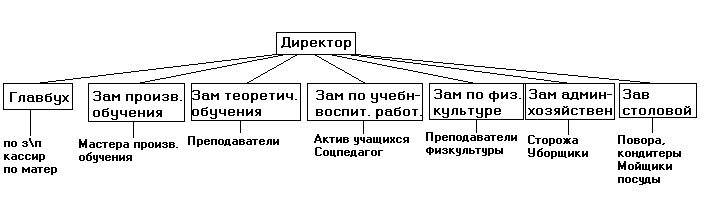 Директор
Главбух
Зам произв.
обучения
Зам теоретич.
обучения
Зам по учебн-
воспит. работ.
Зам по физ.
культуре
Зам админ-
хозяйствен
Зав
столовой
по з\п
кассир
по матер
Мастера произв.
обучения
Преподаватели
Актив учащихся
Соцпедагог
Преподаватели
физкультуры
Сторожа
Уборщики
Повора,
кондитеры
Мойщики
посуды